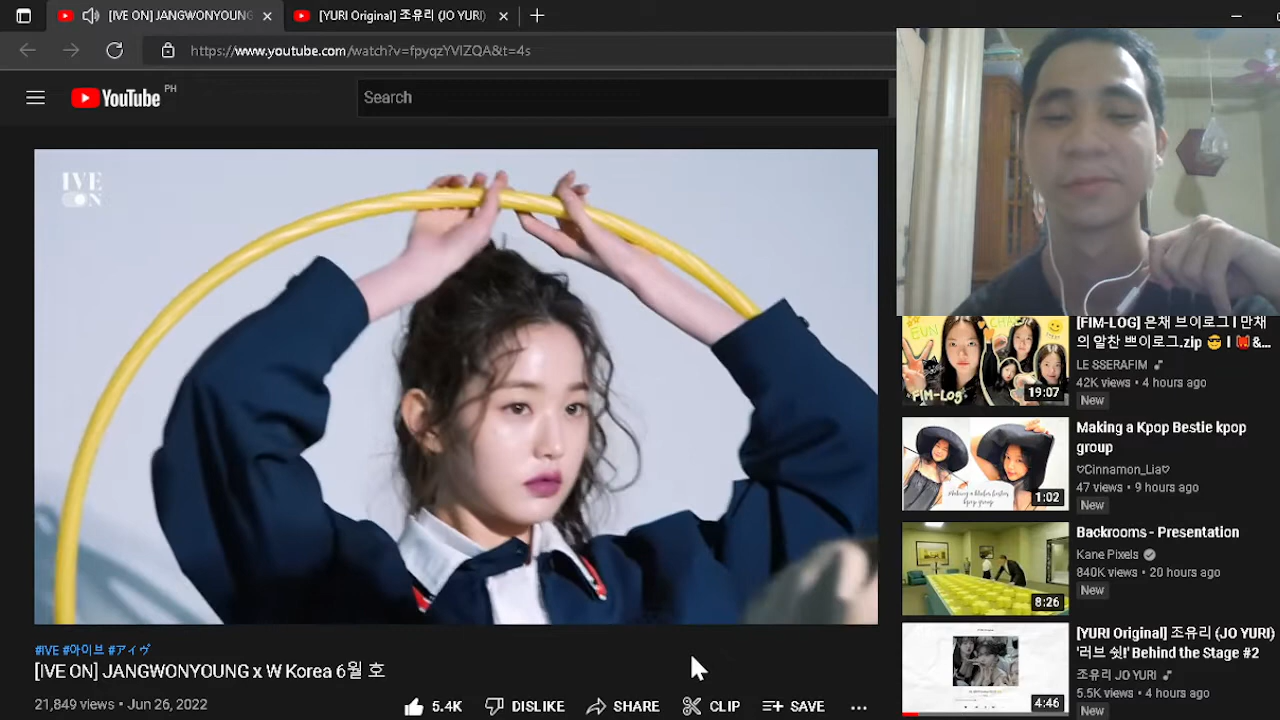 [IVE ON] JANGWONYOUNG
[YURI Original] 조유리 (JO YURI)
https://www.youtube.com/watch?v=fpyqzYVlZQA&t=4s
YouTube PH
Search
IVE
ON
#IVE #아이브 #アイヴ
[IVE ON] JANGWONYOUNG x W Korea 6월 호
21,849 views • Jun 26, 2022
DISLIKE
SHARE
CLIP
SAVE
EUN
CHAE
FIM-LOG
19:07
[FIM-LOG] 은채 브이로그 I 만채
의 알찬 쁘이로그.zip 😎 I
LE SSERAFIM
42K views • 4 hours ago
New
1:02
Making a Kpop Bestie kpop
group
♡Cinnamon_Lia♡
47 views • 9 hours ago
New
8:26
Backrooms - Presentation
Kane Pixels
840K views • 20 hours ago
New
4:46
[YURI Original] 조유리 (JO YURI)
'러브 쉿!' Behind the Stage #2
조유리 JO YURI
5.5K views • 4 hours ago
New